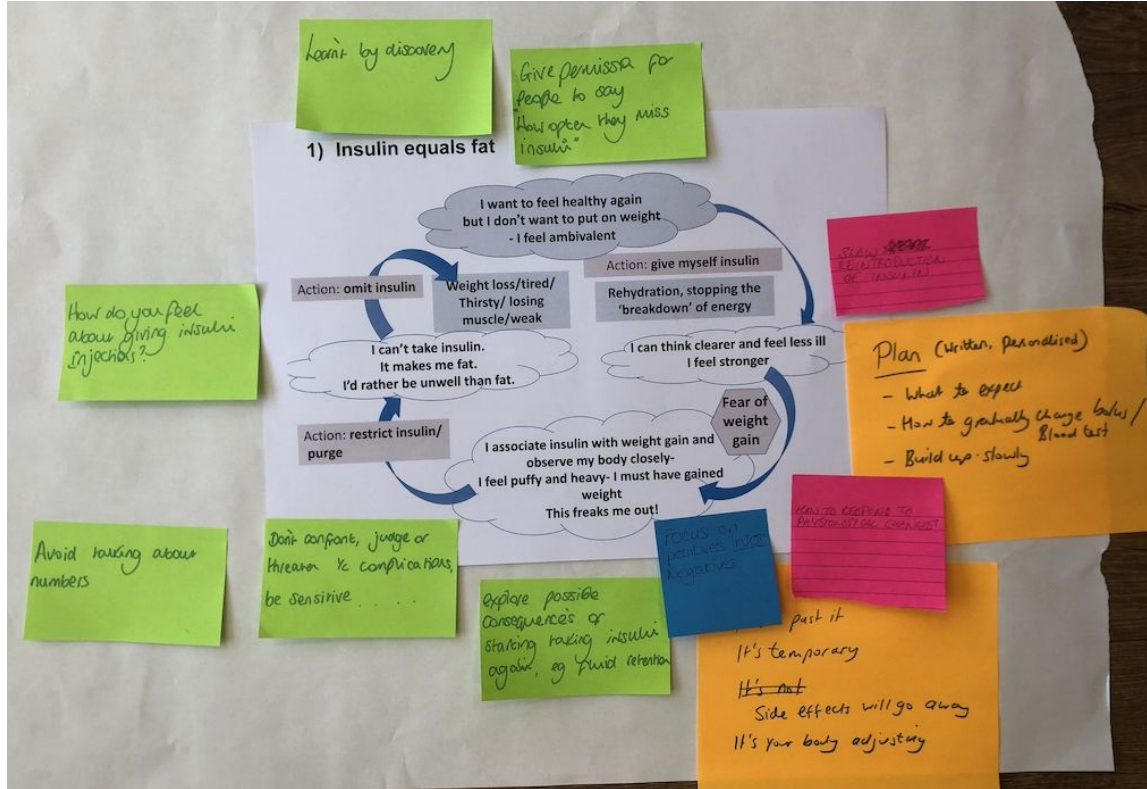 Learnt by discovery
Give permission for
people to say
"How often they miss
insulin"
1) Insulin equals fat
I want to feel healthy again
but I don't want to put on weight
- I feel ambivalent
Action: give myself insulin
Rehydration, stopping the
'breakdown' of energy
I can think clearer and feel less ill
I feel stronger
Fear of
weight
gain
I associate insulin with weight gain and
observe my body closely-
I feel puffy and heavy- I must have gained
weight
This freaks me out!
Action: restrict insulin/
purge
I can't take insulin.
It makes me fat.
I'd rather be unwell than fat.
Action: omit insulin
Weight loss/tired/
Thirsty/ losing
muscle/weak
How do you feel
about giving insulin
injections?
SLOW
REINTRODUCTION
OF INSULIN
Plan (written, personalised)
- What to expect
- How to gradually change bolus/
Blood test
- Build up slowly
HOW TO RESPOND TO
PHYSIOLOGICAL CHANGES?
Focus on
positives NOT
negatives
past it
It's temporary
It's not
Side effects will go away
It's your body adjusting
Avoid talking about
numbers
Don't confront, judge or
threaten c complications,
be sensitive . . . . .
explore possible
consequences of
starting taking insulin
again, eg fluid retention